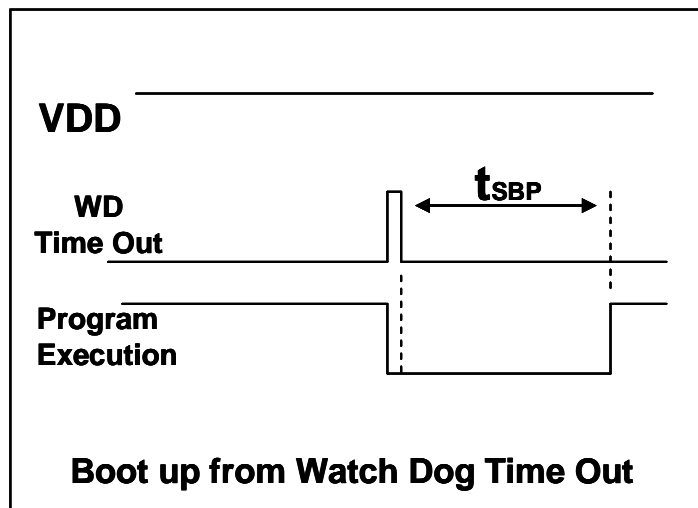 VDD
tSBP
WD
Time Out
Program
Execution
Boot up from Watch Dog Time Out